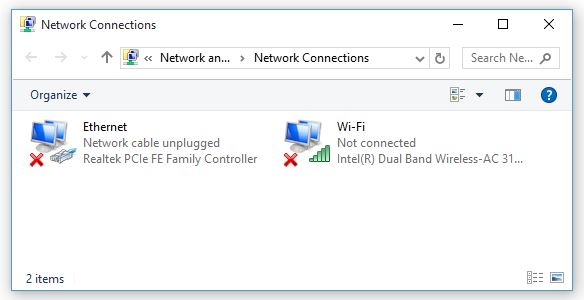 Network Connections
« Network an... > Network Connections
Search Ne...
Organize
Ethernet
Network cable unplugged
Realtek PCIe FE Family Controller
Wi-Fi
Not connected
Intel(R) Dual Band Wireless-AC 31...
2 items